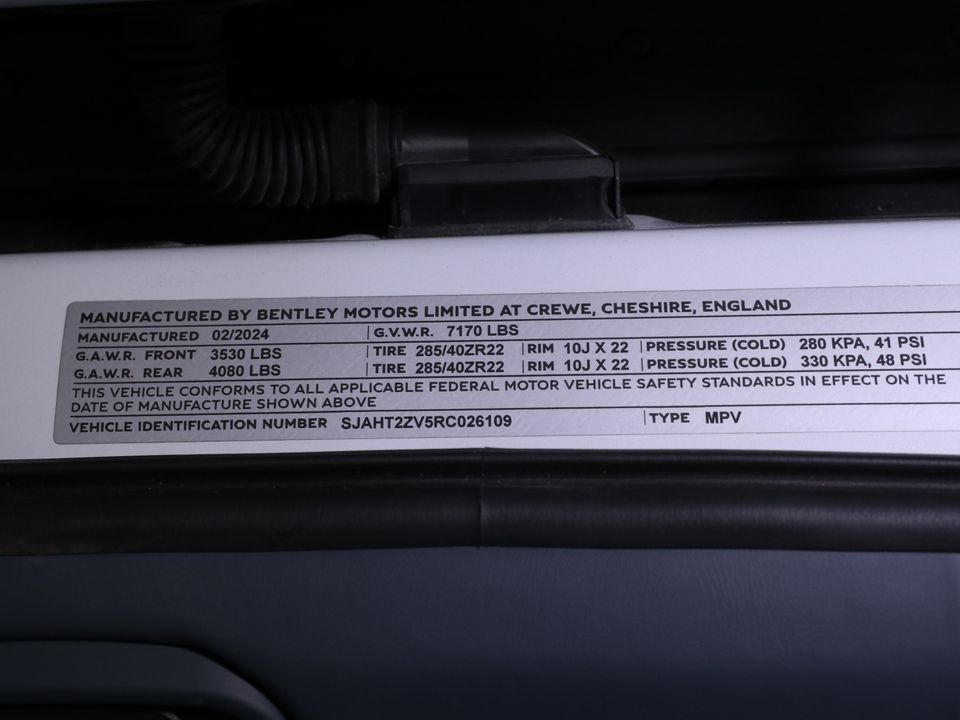 MANUFACTURED BY BENTLEY MOTORS LIMITED AT CREWE, CHESHIRE, ENGLAND
MANUFACTURED 02/2024 G.V.W.R. 7170 LBS
G.A.W.R. FRONT 3530 LBS TIRE 285/40ZR22 RIM 10J X 22 PRESSURE (COLD) 280 KPA, 41 PSI
G.A.W.R. REAR 4080 LBS TIRE 285/40ZR22 RIM 10J X 22 PRESSURE (COLD) 330 KPA, 48 PSI
THIS VEHICLE CONFORMS TO ALL APPLICABLE FEDERAL MOTOR VEHICLE SAFETY STANDARDS IN EFFECT ON THE
DATE OF MANUFACTURE SHOWN ABOVE
VEHICLE IDENTIFICATION NUMBER SJAHT2ZV5RC026109 TYPE MPV